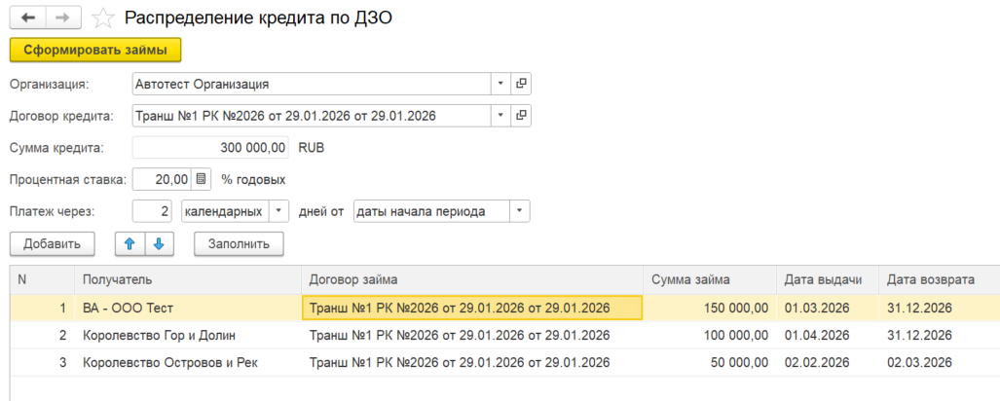 Распределение кредита по ДЗО
Сформировать займы
Организация: Автотест Организация
Договор кредита: Транш №1 РК №2026 от 29.01.2026 от 29.01.2026
Сумма кредита: 300 000,00 RUB
Процентная ставка: 20,00 % годовых
Платеж через: 2 календарных дней от даты начала периода
Добавить Заполнить
N Получатель Договор займа Сумма займа Дата выдачи Дата возврата
1 ВА - ООО Тест Транш №1 РК №2026 от 29.01.2026 от 29.01.2026 150 000,00 01.03.2026 31.12.2026
2 Королевство Гор и Долин Транш №1 РК №2026 от 29.01.2026 от 29.01.2026 100 000,00 01.04.2026 31.12.2026
3 Королевство Островов и Рек Транш №1 РК №2026 от 29.01.2026 от 29.01.2026 50 000,00 02.02.2026 02.03.2026